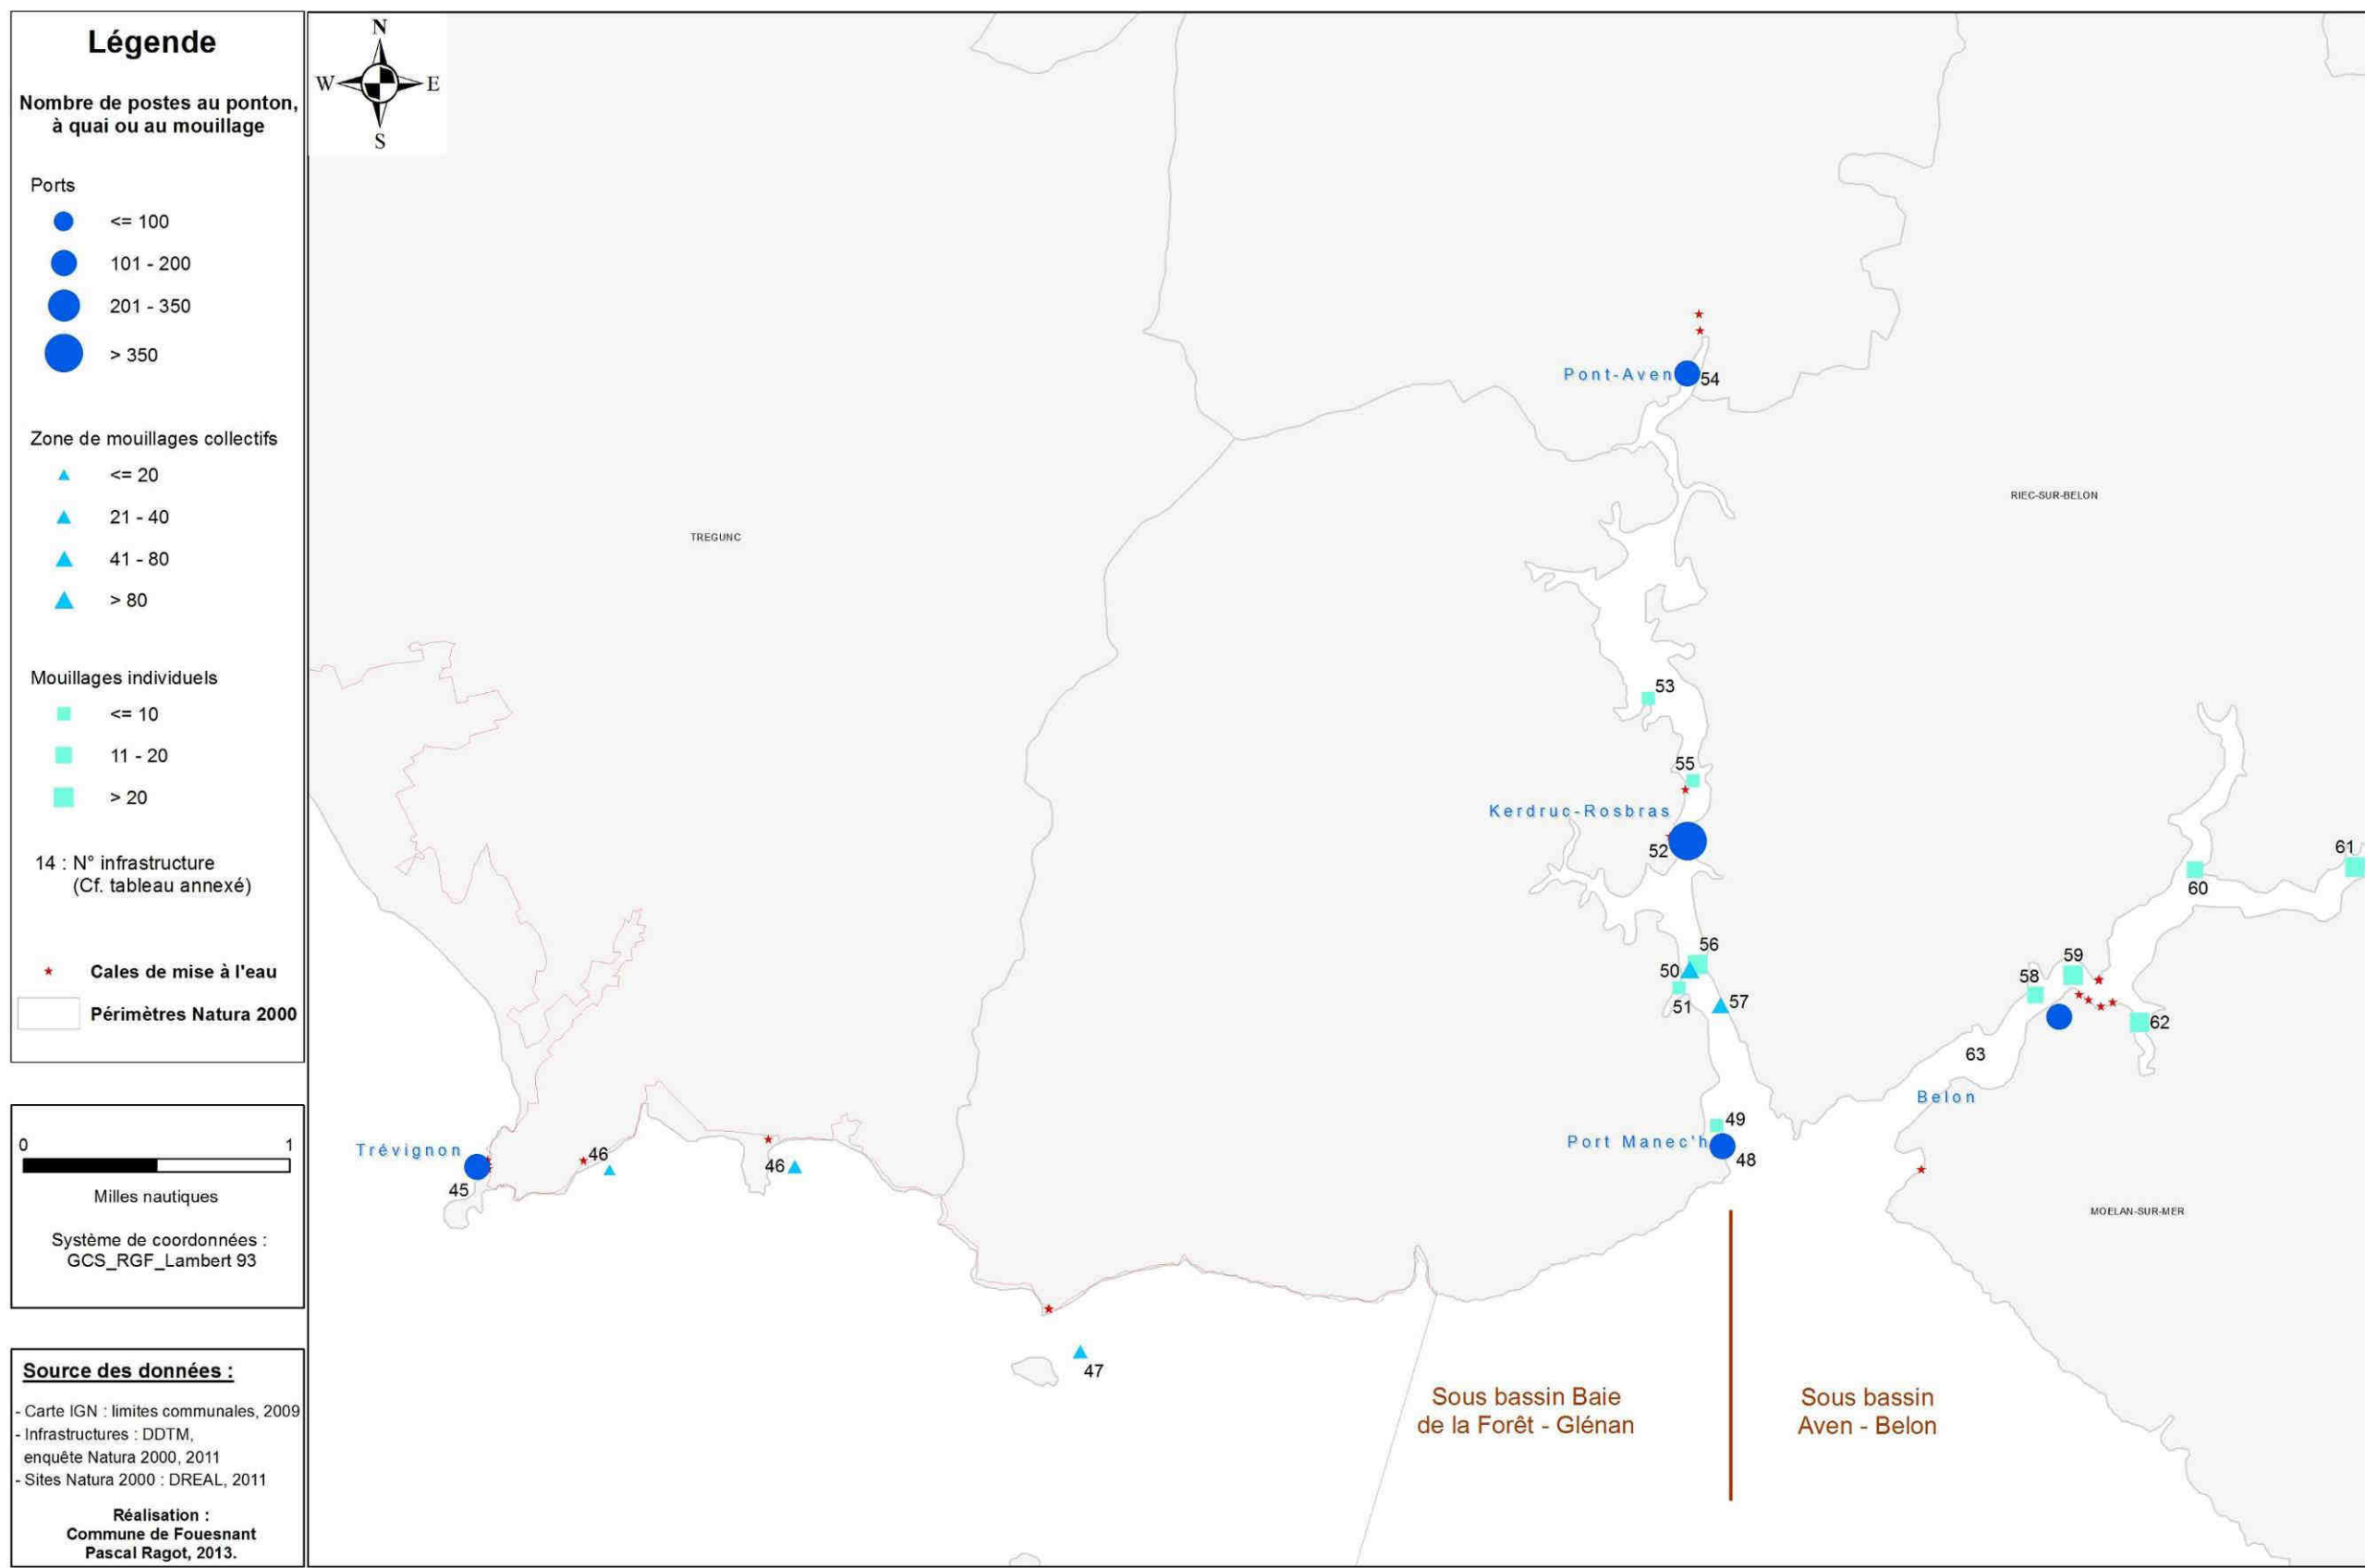 Légende
Nombre de postes au ponton,
à quai ou au mouillage
Ports
<= 100
101 - 200
201 - 350
> 350
Zone de mouillages collectifs
<= 20
21 - 40
41 - 80
> 80
Mouillages individuels
<= 10
11 - 20
> 20
14 : N° infrastructure
(Cf. tableau annexé)
Cales de mise à l'eau
Périmètres Natura 2000
0 1
Milles nautiques
Système de coordonnées :
GCS_RGF_Lambert 93
Source des données :
- Carte IGN : limites communales, 2009
- Infrastructures : DDTM,
enquête Natura 2000, 2011
- Sites Natura 2000 : DREAL, 2011
Réalisation :
Commune de Fouesnant
Pascal Ragot, 2013.
N
W E
S
Pont-Aven 54
RIEC-SUR-BELON
TREGUNC
53
55
Kerdruc-Rosbras
52
61
60
56
50
59
58
51
57
62
63
Belon
49
Port Manec'h
48
Trévignon
45
46
46
MOELAN-SUR-MER
47
Sous bassin Baie
de la Forêt - Glénan
Sous bassin
Aven - Belon